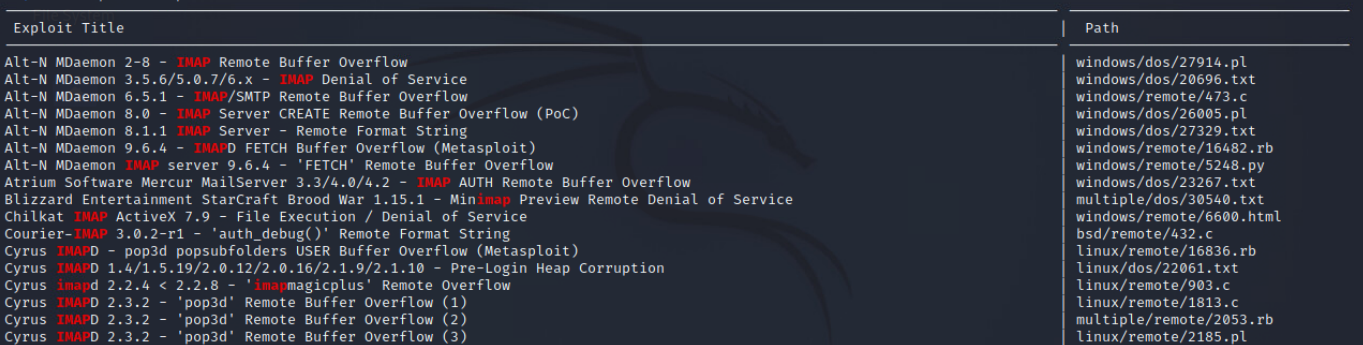 Exploit Title | Path
Alt-N MDaemon 2-8 - IMAP Remote Buffer Overflow | windows/dos/27914.pl
Alt-N MDaemon 3.5.6/5.0.7/6.x - IMAP Denial of Service | windows/dos/20696.txt
Alt-N MDaemon 6.5.1 - IMAP/SMTP Remote Buffer Overflow | windows/remote/473.c
Alt-N MDaemon 8.0 - IMAP Server CREATE Remote Buffer Overflow (PoC) | windows/dos/26005.pl
Alt-N MDaemon 8.1.1 IMAP Server - Remote Format String | windows/dos/27329.txt
Alt-N MDaemon 9.6.4 - IMAPD FETCH Buffer Overflow (Metasploit) | windows/remote/16482.rb
Alt-N MDaemon IMAP server 9.6.4 - 'FETCH' Remote Buffer Overflow | windows/remote/5248.py
Atrium Software Mercur MailServer 3.3/4.0/4.2 - IMAP AUTH Remote Buffer Overflow | windows/dos/23267.txt
Blizzard Entertainment StarCraft Brood War 1.15.1 - Minimap Preview Remote Denial of Service | multiple/dos/30540.txt
Chilkat IMAP ActiveX 7.9 - File Execution / Denial of Service | windows/remote/6600.html
Courier-IMAP 3.0.2-r1 - 'auth_debug()' Remote Format String | bsd/remote/432.c
Cyrus IMAPD - pop3d popsubfolders USER Buffer Overflow (Metasploit) | linux/remote/16836.rb
Cyrus IMAPD 1.4/1.5.19/2.0.12/2.0.16/2.1.9/2.1.10 - Pre-Login Heap Corruption | linux/dos/22061.txt
Cyrus imapd 2.2.4 < 2.2.8 - 'imapmagicplus' Remote Overflow | linux/remote/903.c
Cyrus IMAPD 2.3.2 - 'pop3d' Remote Buffer Overflow (1) | linux/remote/1813.c
Cyrus IMAPD 2.3.2 - 'pop3d' Remote Buffer Overflow (2) | multiple/remote/2053.rb
Cyrus IMAPD 2.3.2 - 'pop3d' Remote Buffer Overflow (3) | linux/remote/2185.pl